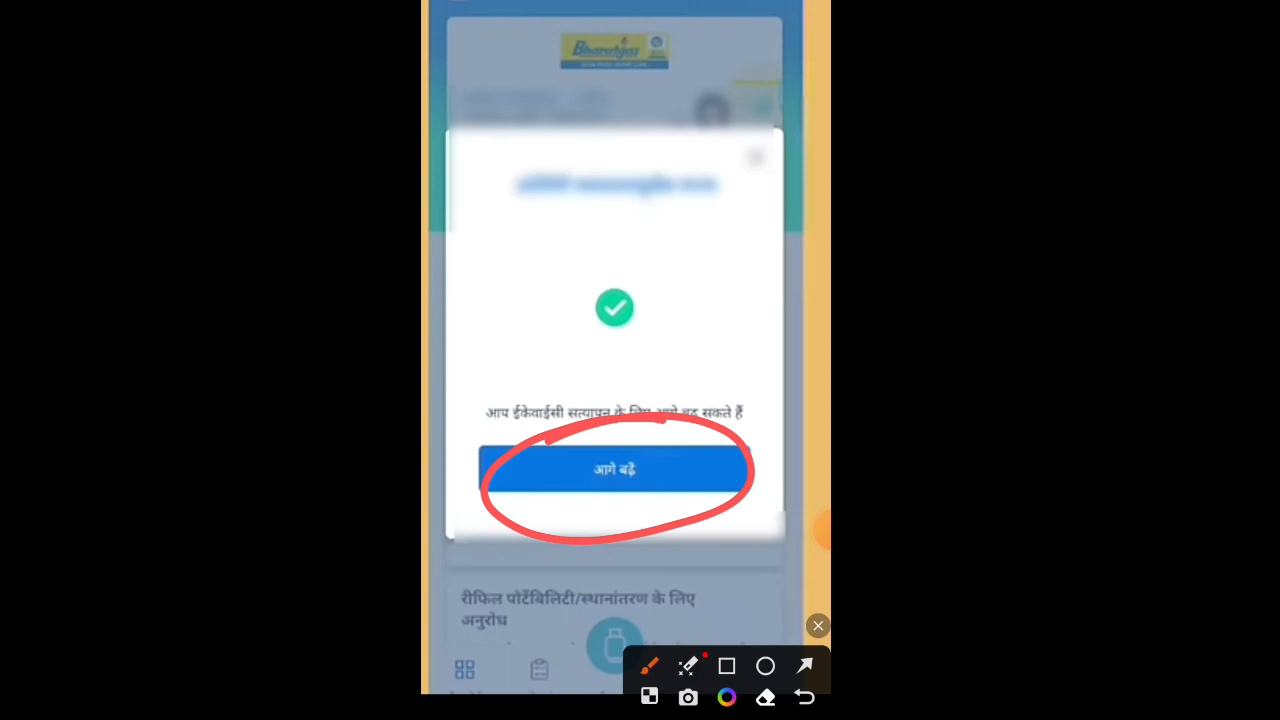 Bharatgas
आप ईकेवाईसी सत्यापन के लिए आगे बढ़ सकते हैं
आगे बढ़ें
रीफिल पोर्टेबिलिटी/स्थानांतरण के लिए
अनुरोध